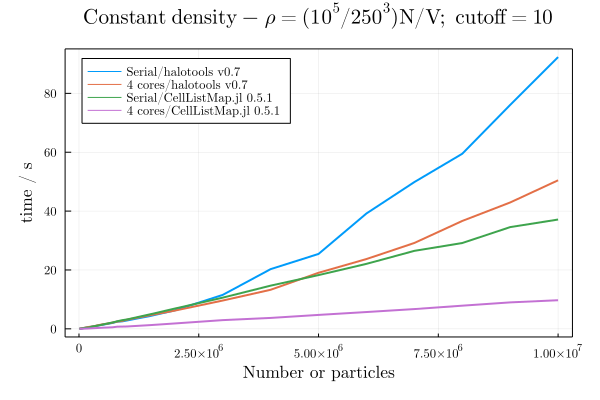 Constant density − ρ = (10⁵/250³)N/V; cutoff = 10
Serial/halotools v0.7
4 cores/halotools v0.7
Serial/CellListMap.jl 0.5.1
4 cores/CellListMap.jl 0.5.1
time / s
80
60
40
20
0
0 2.50×10⁶ 5.00×10⁶ 7.50×10⁶ 1.00×10⁷
Number or particles